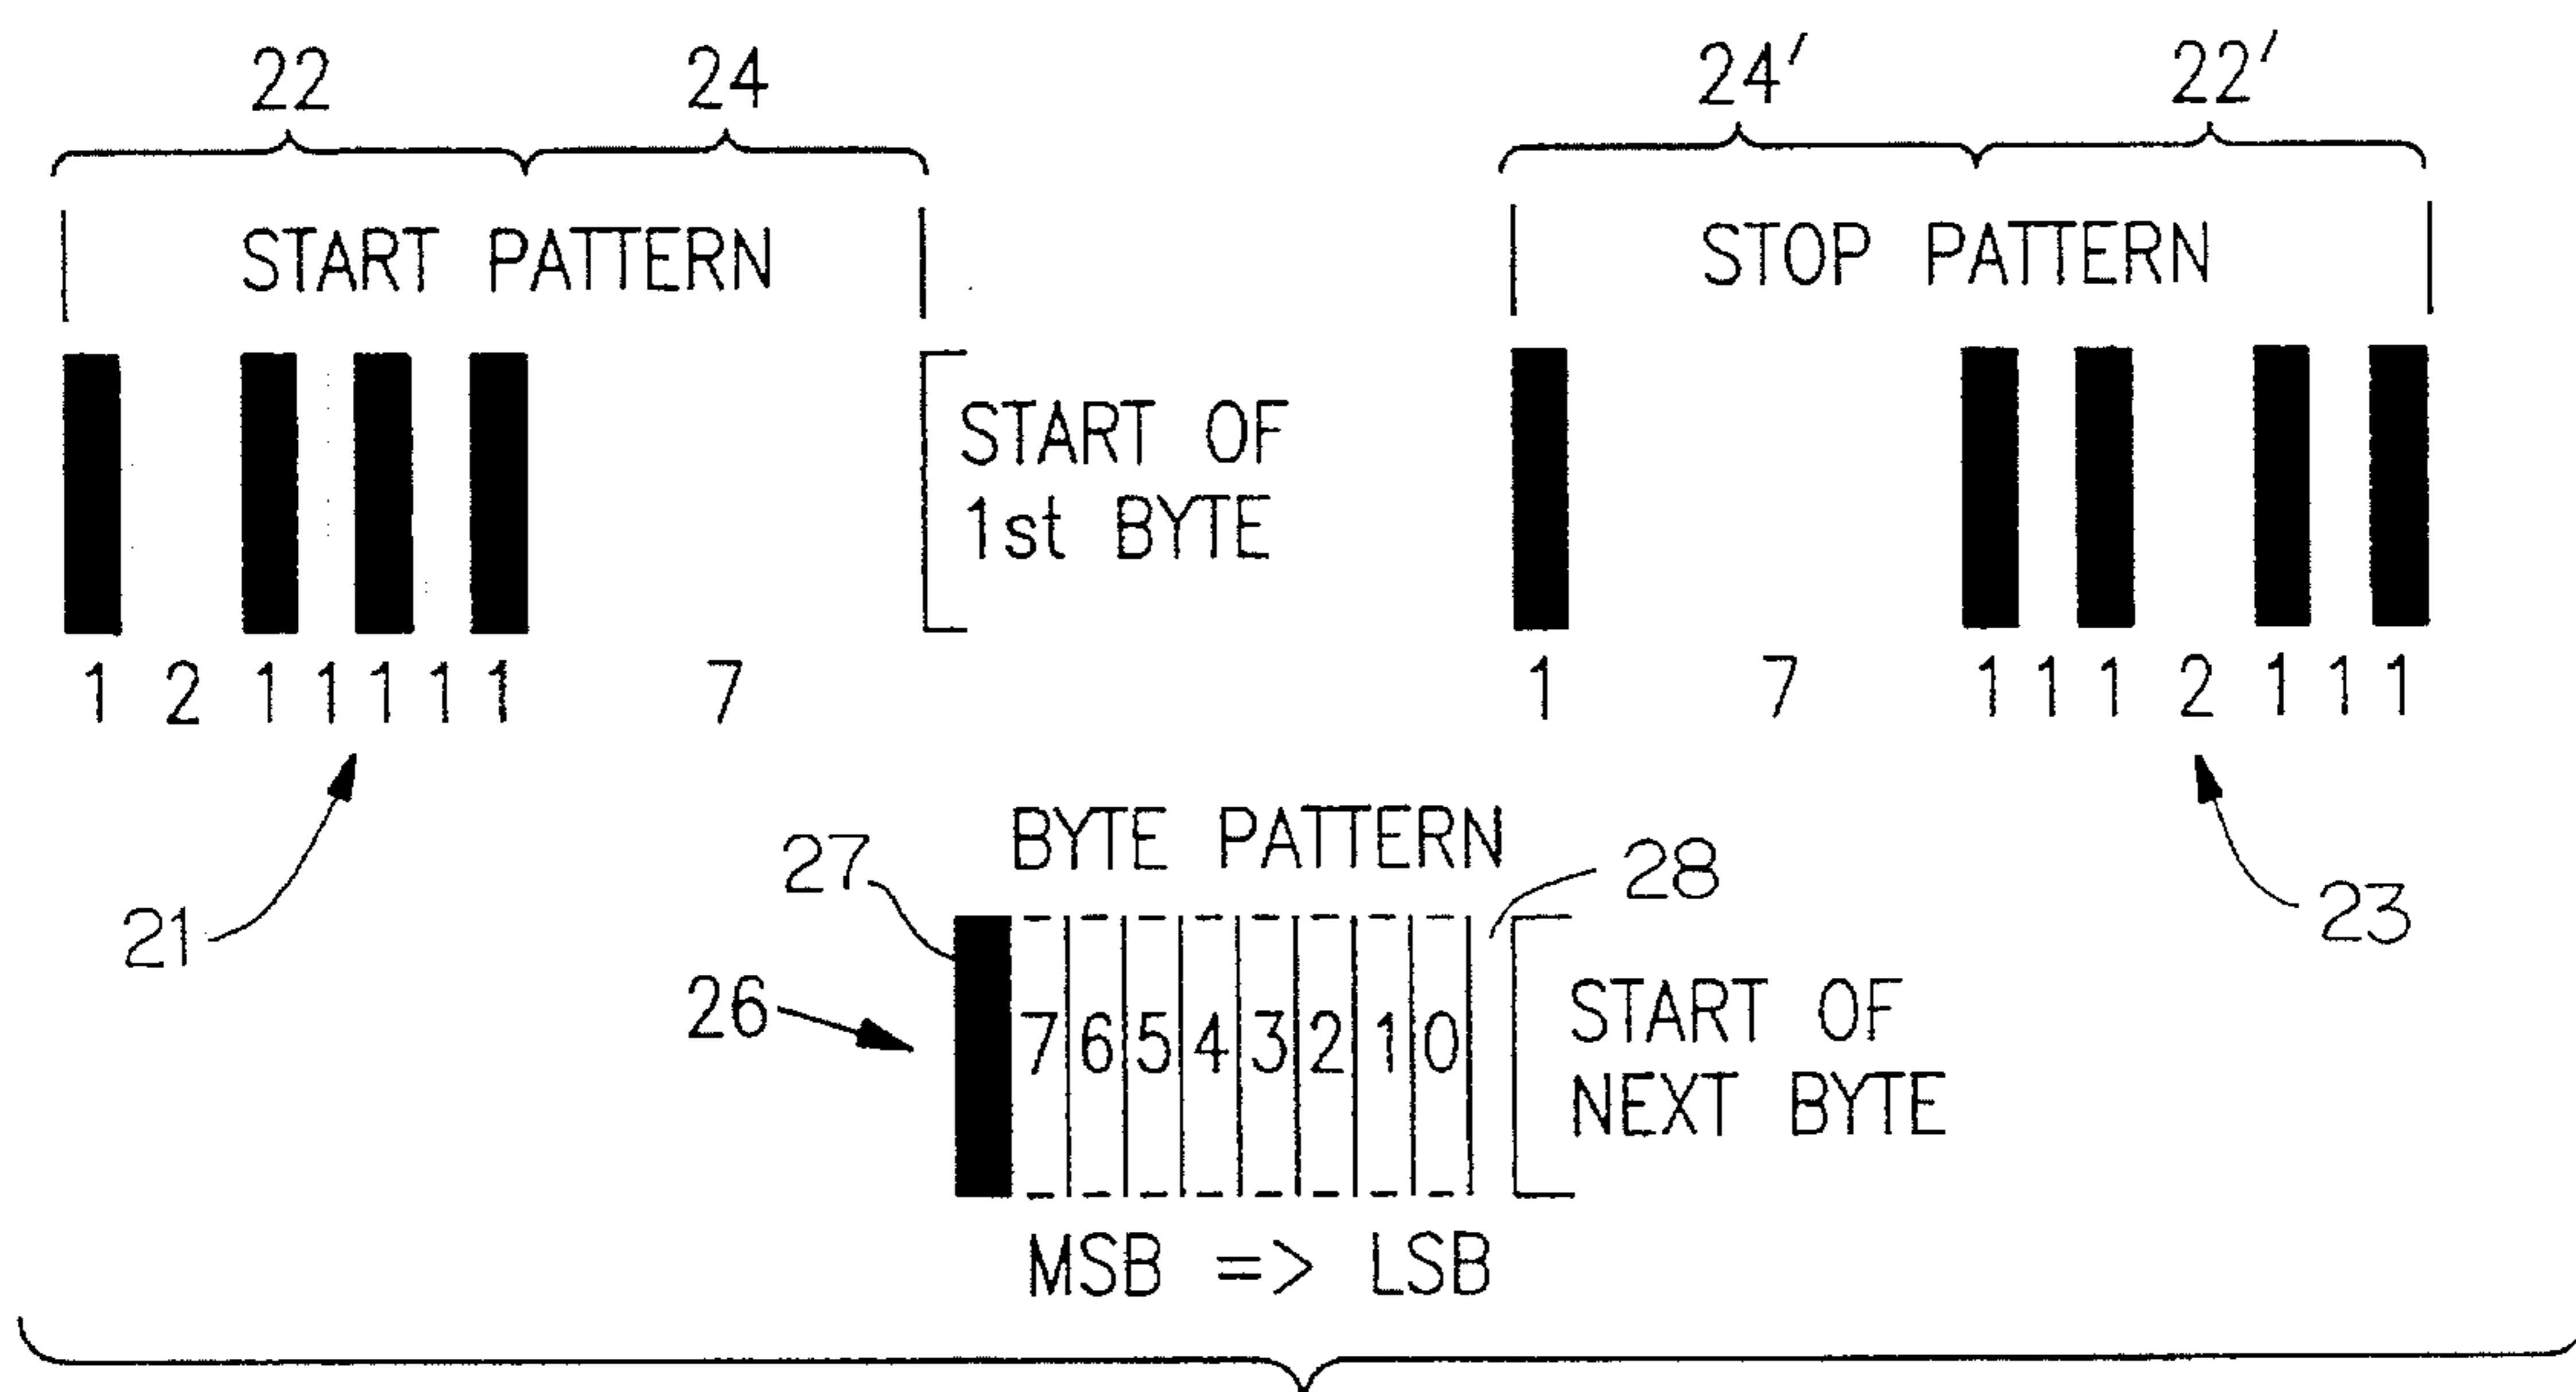 22 24 24′ 22′
START PATTERN STOP PATTERN
START OF
1st BYTE
1 2 1 1 1 1 1 7 1 7 1 1 1 2 1 1 1
21 23
BYTE PATTERN
27 28
26
7 6 5 4 3 2 1 0
START OF
NEXT BYTE
MSB => LSB